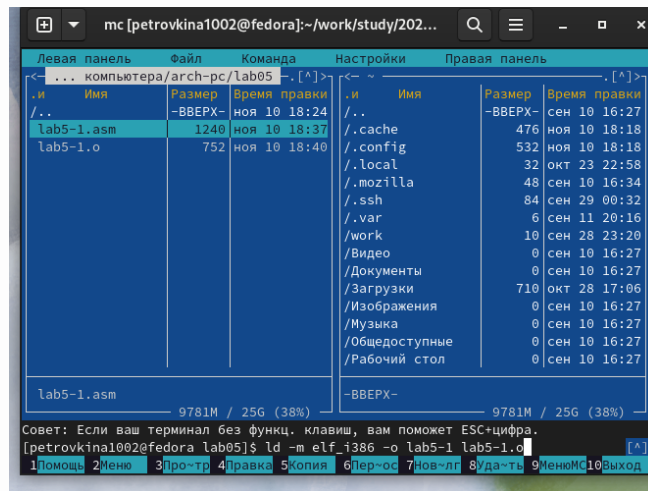 mc [petrovkina1002@fedora]:~/work/study/202...
Левая панель Файл Команда Настройки Правая панель
<— ... компьютера/arch-pc/lab05 —.[^]>
.и Имя Размер Время правки
/.. -ВВЕРХ- ноя 10 18:24
lab5-1.asm 1240 ноя 10 18:37
lab5-1.o 752 ноя 10 18:40
lab5-1.asm
9781M / 25G (38%)
<— ~ —.[^]>
.и Имя Размер Время правки
/.. -ВВЕРХ- сен 10 16:27
/.cache 476 ноя 10 18:18
/.config 532 ноя 10 18:18
/.local 32 окт 23 22:58
/.mozilla 48 сен 10 16:34
/.ssh 84 сен 29 00:32
/.var 6 сен 11 20:16
/work 10 сен 28 23:20
/Видео 0 сен 10 16:27
/Документы 0 сен 10 16:27
/Загрузки 710 окт 28 17:06
/Изображения 0 сен 10 16:27
/Музыка 0 сен 10 16:27
/Общедоступные 0 сен 10 16:27
/Рабочий стол 0 сен 10 16:27
-ВВЕРХ-
9781M / 25G (38%)
Совет: Если ваш терминал без функц. клавиш, вам поможет ESC+цифра.
[petrovkina1002@fedora lab05]$ ld -m elf_i386 -o lab5-1 lab5-1.o [^]
1Помощь 2Меню 3Про~тр 4Правка 5Копия 6Пер~ос 7Нов~лг 8Уда~ть 9МенюMC 10Выход